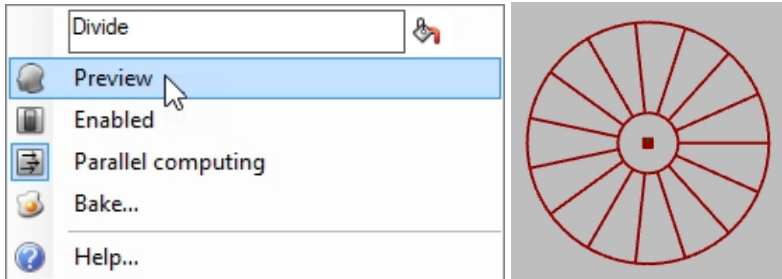 Divide
Preview
Enabled
Parallel computing
Bake...
Help...